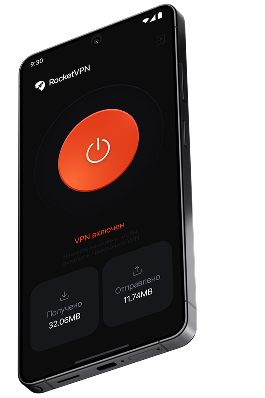 9:30
RocketVPN
VPN включен
Получено
32.06MB
Отправлено
11.74MB